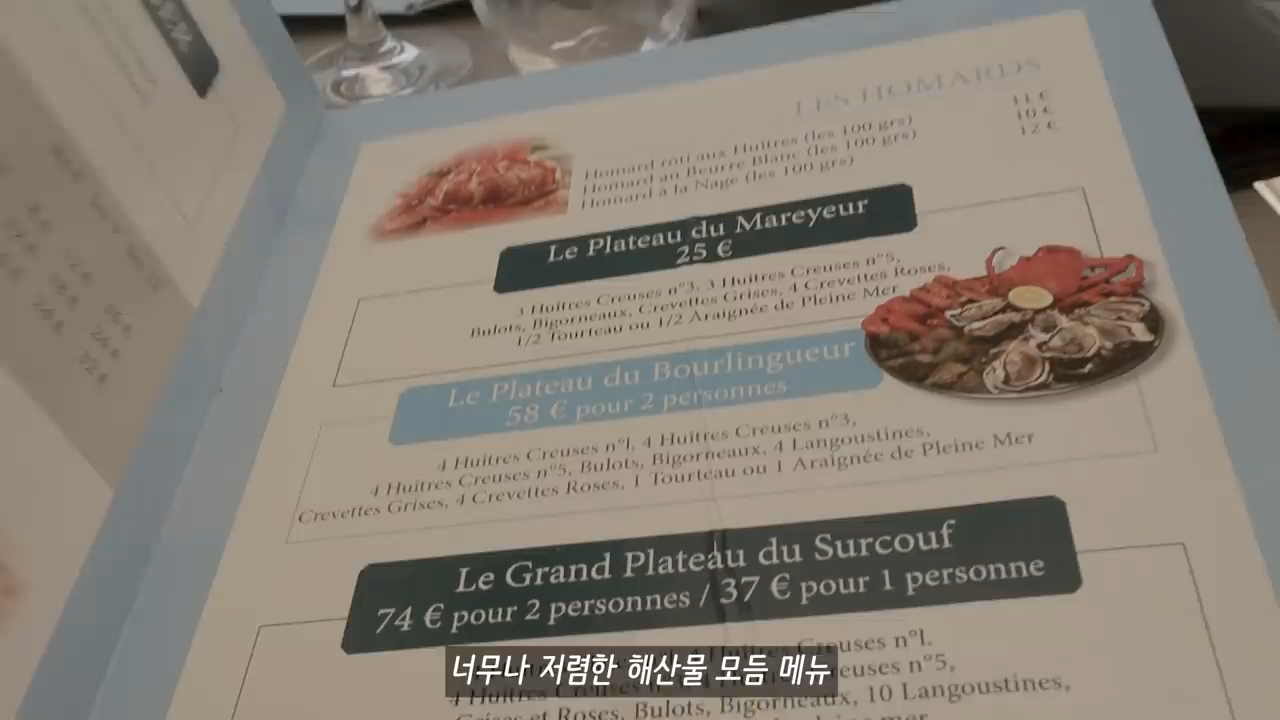 LES HOMARDS
Homard rôti aux Huîtres (les 100 grs) 11 €
Homard au Beurre Blanc (les 100 grs) 10 €
Homard à la Nage (les 100 grs) 12 €
Le Plateau du Mareyeur
25 €
3 Huîtres Creuses n°3, 3 Huîtres Creuses n°5,
Bulots, Bigorneaux, Crevettes Grises, 4 Crevettes Roses,
1/2 Tourteau ou 1/2 Araignée de Pleine Mer
Le Plateau du Bourlingueur
58 € pour 2 personnes
4 Huîtres Creuses n°1, 4 Huîtres Creuses n°3,
4 Huîtres Creuses n°5, Bulots, Bigorneaux, 4 Langoustines,
Crevettes Grises, 4 Crevettes Roses, 1 Tourteau ou 1 Araignée de Pleine Mer
Le Grand Plateau du Surcouf
74 € pour 2 personnes / 37 € pour 1 personne
Creuses n°1.
4 Huîtres Creuses n°5,
Grises et Roses, Bulots, Bigorneaux, 10 Langoustines,
너무나 저렴한 해산물 모듬 메뉴